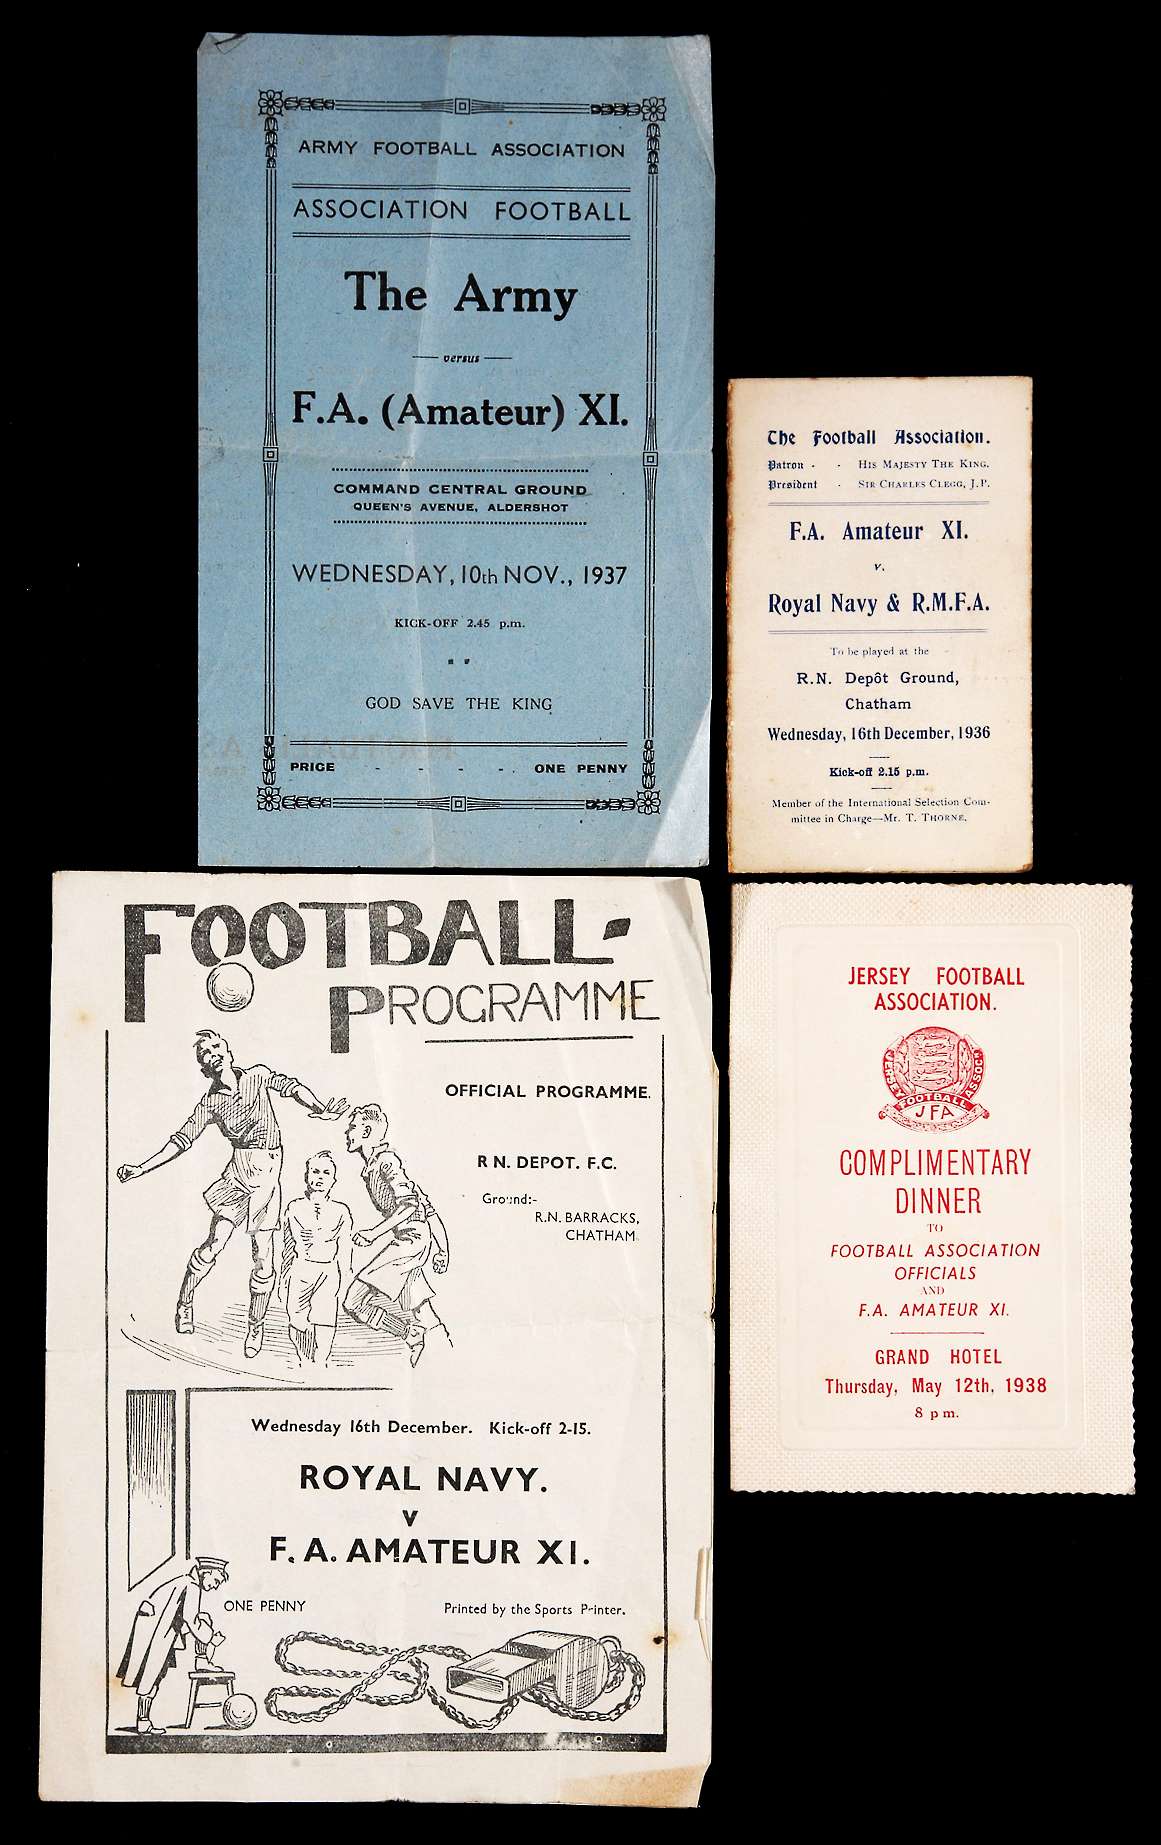 ARMY FOOTBALL ASSOCIATION
ASSOCIATION FOOTBALL
The Army
versus
F.A. (Amateur) XI.
COMMAND CENTRAL GROUND
QUEEN'S AVENUE, ALDERSHOT
WEDNESDAY, 10th NOV., 1937
KICK-OFF 2.45 p.m.
GOD SAVE THE KING
PRICE - - - - ONE PENNY
The Football Association.
Patron - - HIS MAJESTY THE KING.
President - SIR CHARLES CLEGG, J.P.
F.A. Amateur XI.
v.
Royal Navy & R.M.F.A.
To be played at the
R.N. Depôt Ground,
Chatham
Wednesday, 16th December, 1936
Kick-off 2.15 p.m.
Member of the International Selection Com-
mittee in Charge—Mr. T. THORNE.
FOOTBALL-
PROGRAMME
OFFICIAL PROGRAMME.
R N. DEPOT. F.C.
Ground:-
R.N. BARRACKS,
CHATHAM.
Wednesday 16th December. Kick-off 2-15.
ROYAL NAVY.
v
F. A. AMATEUR XI.
ONE PENNY
Printed by the Sports Printer.
JERSEY FOOTBALL
ASSOCIATION.
JERSEY FOOTBALL ASSOCN
JFA
COMPLIMENTARY
DINNER
TO
FOOTBALL ASSOCIATION
OFFICIALS
AND
F.A. AMATEUR XI.
GRAND HOTEL
Thursday, May 12th, 1938
8 p m.